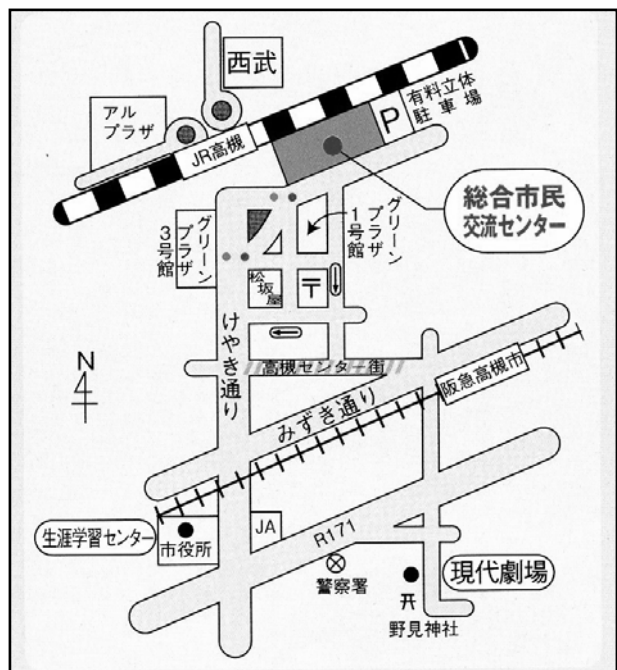 西武
アル
プラザ
JR高槻
P
有料立体
駐車場
総合市民
交流センター
グリーン
プラザ
3号館
グリーン
プラザ
1号館
松坂屋
〒
けやき通り
N
高槻センター街
阪急高槻市
みずき通り
生涯学習センター
市役所
JA
R171
警察署
現代劇場
野見神社